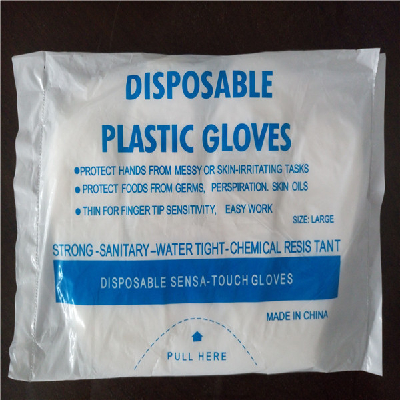 DISPOSABLE
PLASTIC GLOVES
●PROTECT HANDS FROM MESSY OR SKIN-IRRITATING TASKS
●PROTECT FOODS FROM GERMS, PERSPIRATION. SKIN OILS
●THIN FOR FINGER TIP SENSITIVITY, EASY WORK
SIZE: LARGE
STRONG-SANITARY-WATER TIGHT-CHEMICAL RESIS TANT
DISPOSABLE SENSA-TOUCH GLOVES
MADE IN CHINA
PULL HERE